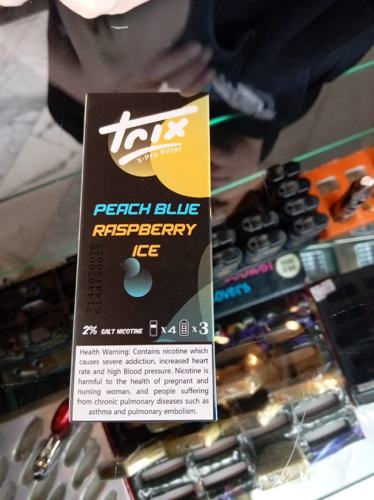 Trix
X-Pro Filter
PEACH BLUE
RASPBERRY
ICE
2% SALT NICOTINE x4 x3
Health Warning: Contains nicotine which
causes severe addiction, increased heart
rate and high Blood pressure. Nicotine is
harmful to the health of pregnant and
nursing woman, and people suffering
from chronic pulmonary diseases such as
asthma and pulmonary embolism.